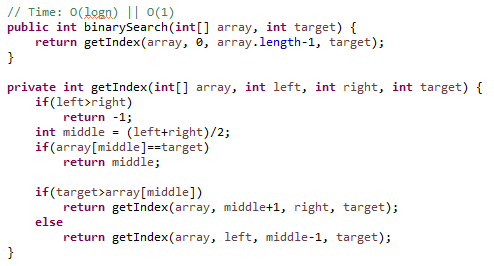 // Time: O(logn) || O(1)
public int binarySearch(int[] array, int target) {
    return getIndex(array, 0, array.length-1, target);
}

private int getIndex(int[] array, int left, int right, int target) {
    if(left>right)
        return -1;
    int middle = (left+right)/2;
    if(array[middle]==target)
        return middle;

    if(target>array[middle])
        return getIndex(array, middle+1, right, target);
    else
        return getIndex(array, left, middle-1, target);
}